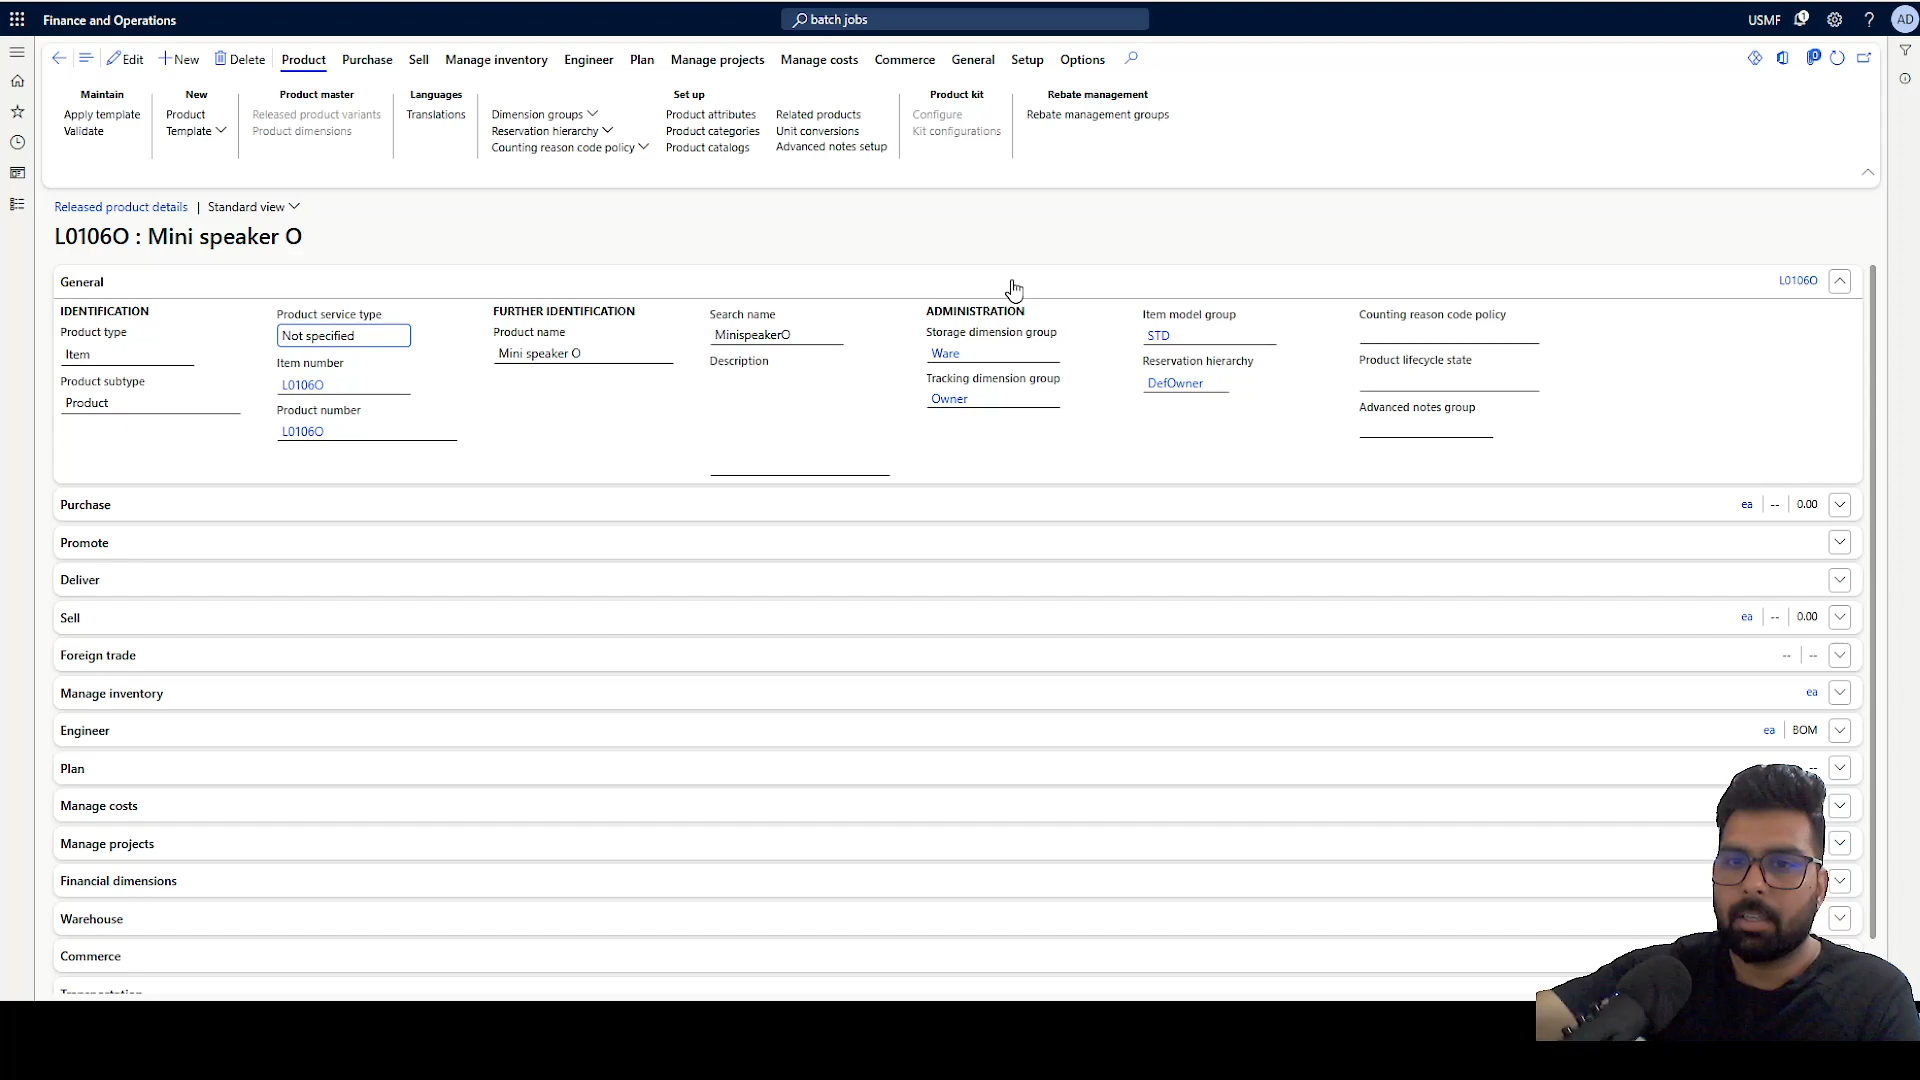 Finance and Operations
batch jobs
USMF
1
?
AD
Edit
New
Delete
Product
Purchase
Sell
Manage inventory
Engineer
Plan
Manage projects
Manage costs
Commerce
General
Setup
Options
0
Maintain
Apply template
Validate
New
Product
Template
Product master
Released product variants
Product dimensions
Languages
Translations
Set up
Dimension groups
Reservation hierarchy
Counting reason code policy
Product attributes
Product categories
Product catalogs
Related products
Unit conversions
Advanced notes setup
Product kit
Configure
Kit configurations
Rebate management
Rebate management groups
Released product details | Standard view
L0106O : Mini speaker O
General
L0106O
IDENTIFICATION
Product type
Item
Product subtype
Product
Product service type
Not specified
Item number
L0106O
Product number
L0106O
FURTHER IDENTIFICATION
Product name
Mini speaker O
Search name
MinispeakerO
Description
ADMINISTRATION
Storage dimension group
Ware
Tracking dimension group
Owner
Item model group
STD
Reservation hierarchy
DefOwner
Counting reason code policy
Product lifecycle state
Advanced notes group
Purchase
ea | -- | 0.00
Promote
Deliver
Sell
ea | -- | 0.00
Foreign trade
-- | --
Manage inventory
ea
Engineer
ea | BOM
Plan
--
Manage costs
Manage projects
Financial dimensions
Warehouse
Commerce
Transportation